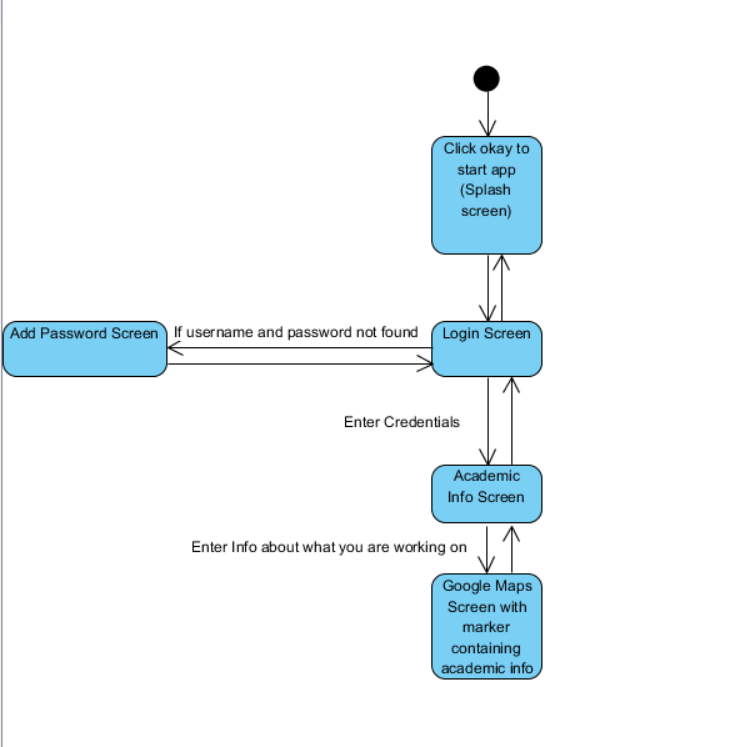 Click okay to
start app
(Splash
screen)
Add Password Screen
If username and password not found
Login Screen
Enter Credentials
Academic
Info Screen
Enter Info about what you are working on
Google Maps
Screen with
marker
containing
academic info